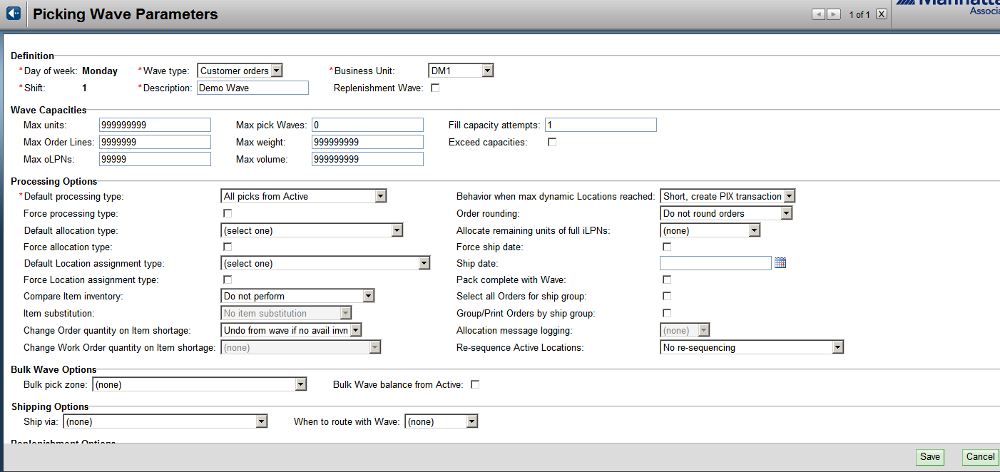 Picking Wave Parameters
1 of 1 X
Manhatta
Associa
Definition
*Day of week: Monday *Wave type: Customer orders *Business Unit: DM1
*Shift: 1 *Description: Demo Wave Replenishment Wave:
Wave Capacities
Max units: 999999999 Max pick Waves: 0 Fill capacity attempts: 1
Max Order Lines: 9999999 Max weight: 999999999 Exceed capacities:
Max oLPNs: 99999 Max volume: 999999999
Processing Options
*Default processing type: All picks from Active Behavior when max dynamic Locations reached: Short, create PIX transaction
Force processing type: Order rounding: Do not round orders
Default allocation type: (select one) Allocate remaining units of full iLPNs: (none)
Force allocation type: Force ship date:
Default Location assignment type: (select one) Ship date:
Force Location assignment type: Pack complete with Wave:
Compare Item inventory: Do not perform Select all Orders for ship group:
Item substitution: No item substitution Group/Print Orders by ship group:
Change Order quantity on Item shortage: Undo from wave if no avail invn Allocation message logging: (none)
Change Work Order quantity on Item shortage: (none) Re-sequence Active Locations: No re-sequencing
Bulk Wave Options
Bulk pick zone: (none) Bulk Wave balance from Active:
Shipping Options
Ship via: (none) When to route with Wave: (none)
Replenishment Options
Save Cancel